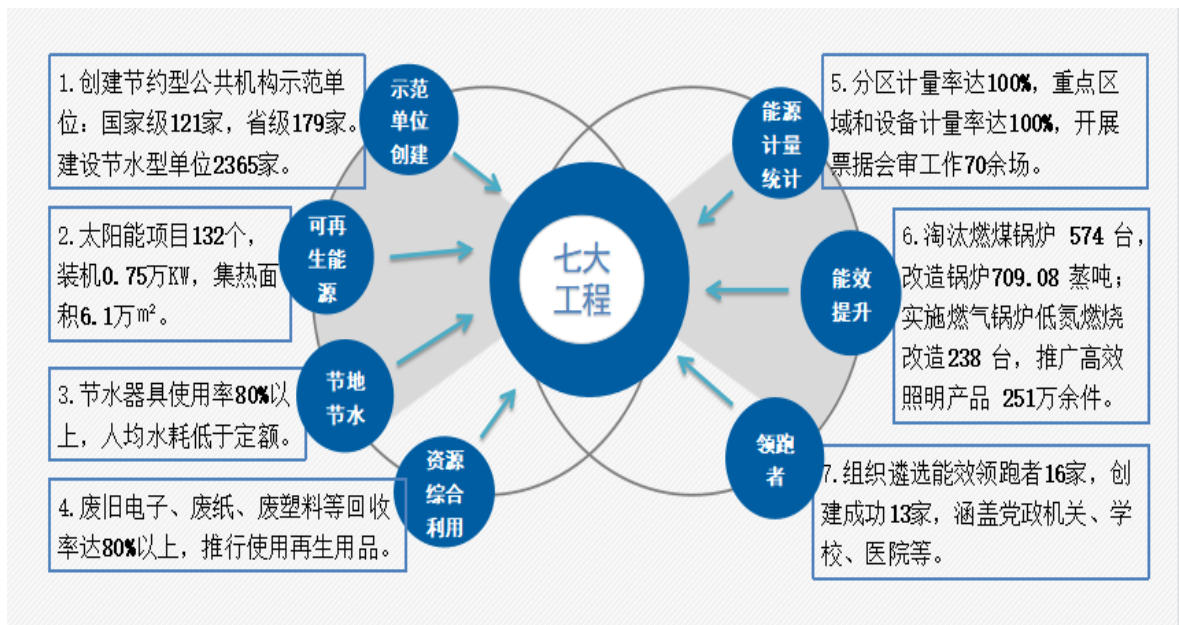 1.创建节约型公共机构示范单
位：国家级121家，省级179家。
建设节水型单位2365家。
示范
单位
创建
2.太阳能项目132个，
装机0.75万KW，集热面
积6.1万㎡。
可再
生能
源
3.节水器具使用率80%以
上，人均水耗低于定额。
节地
节水
4.废旧电子、废纸、废塑料等回收
率达80%以上，推行使用再生用品。
资源
综合
利用
七大
工程
能源
计量
统计
5.分区计量率达100%，重点区
域和设备计量率达100%，开展
票据会审工作70余场。
能效
提升
6.淘汰燃煤锅炉 574 台，
改造锅炉709.08 蒸吨；
实施燃气锅炉低氮燃烧
改造238 台，推广高效
照明产品 251万余件。
领跑
者
7.组织遴选能效领跑者16家，创
建成功13家，涵盖党政机关、学
校、医院等。